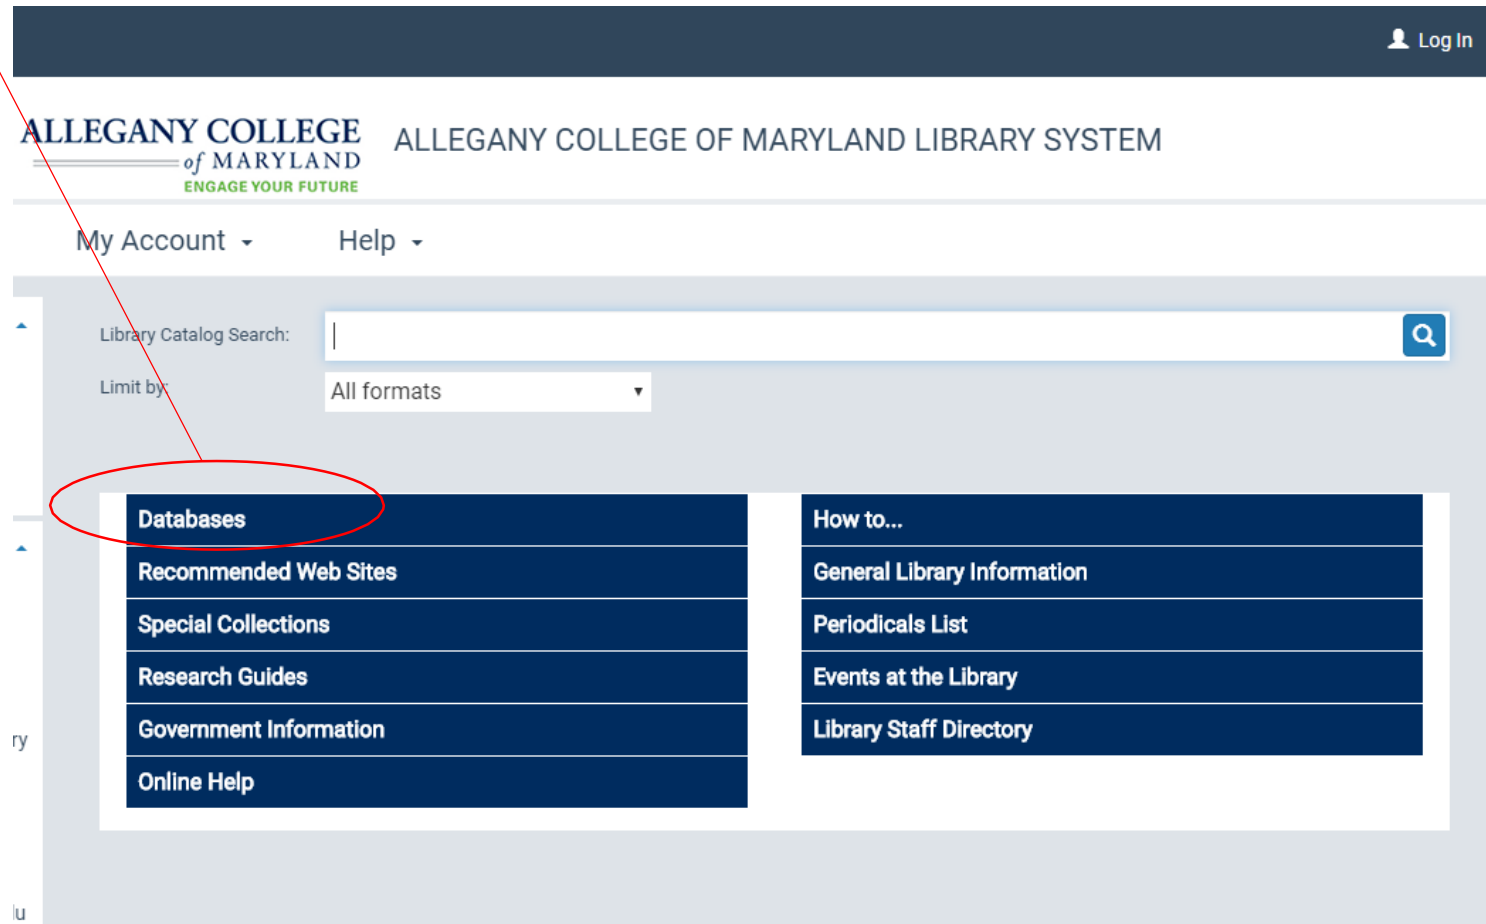 Log In
ALLEGANY COLLEGE
of MARYLAND
ENGAGE YOUR FUTURE
ALLEGANY COLLEGE OF MARYLAND LIBRARY SYSTEM
My Account
Help
Library Catalog Search:
Limit by:
All formats
Databases
Recommended Web Sites
Special Collections
Research Guides
Government Information
Online Help
How to...
General Library Information
Periodicals List
Events at the Library
Library Staff Directory
ry